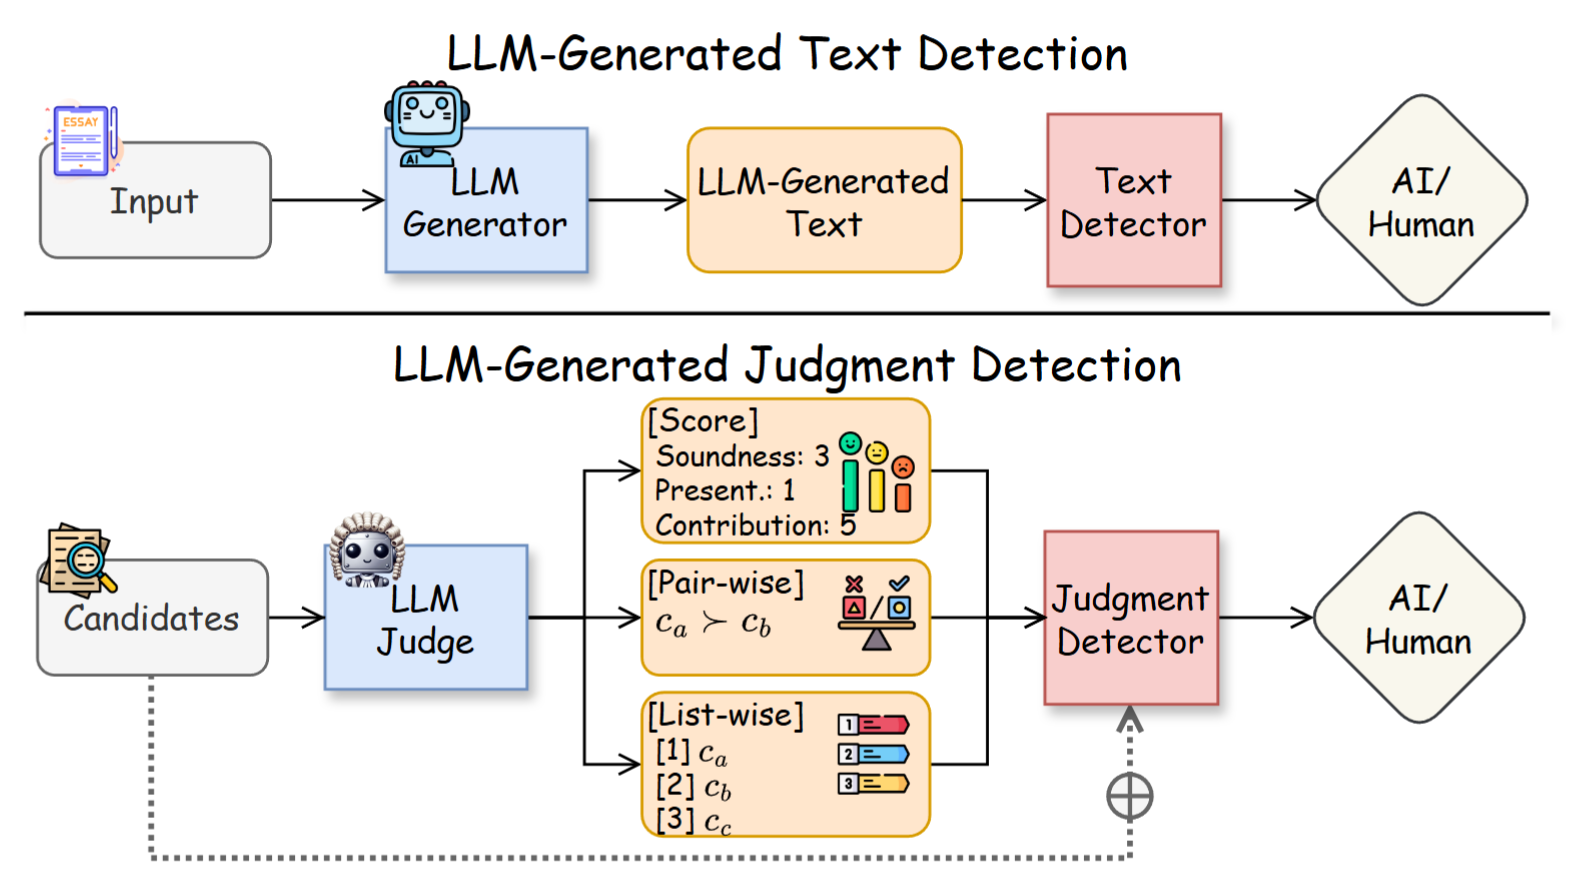 LLM-Generated Text Detection
ESSAY
AI
Input
LLM
Generator
LLM-Generated
Text
Text
Detector
AI/
Human
LLM-Generated Judgment Detection
Candidates
LLM
Judge
[Score]
Soundness: 3
Present.: 1
Contribution: 5
[Pair-wise]
c_a ≻ c_b
[List-wise]
[1] c_a
[2] c_b
[3] c_c
1
2
3
Judgment
Detector
AI/
Human